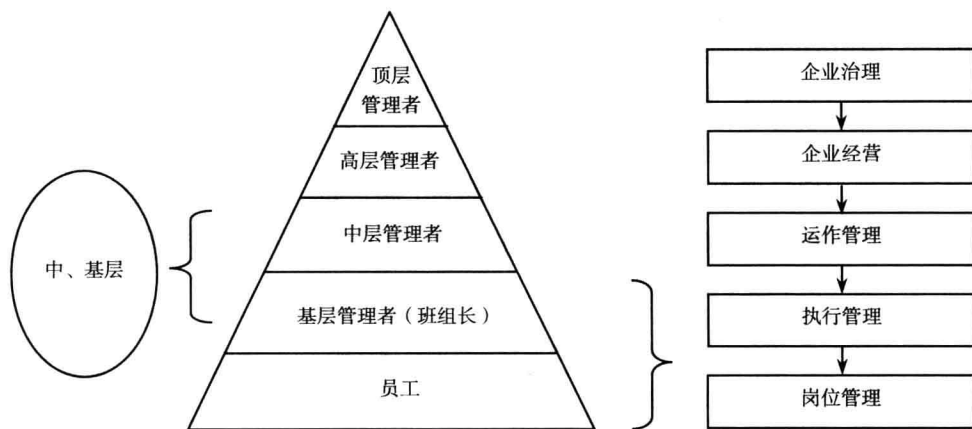 顶层
管理者
高层管理者
中层管理者
基层管理者（班组长）
员工
中、基层
企业治理
企业经营
运作管理
执行管理
岗位管理